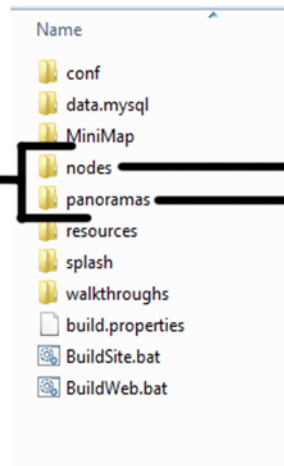 Name
conf
data.mysql
MiniMap
nodes
panoramas
resources
splash
walkthroughs
build.properties
BuildSite.bat
BuildWeb.bat